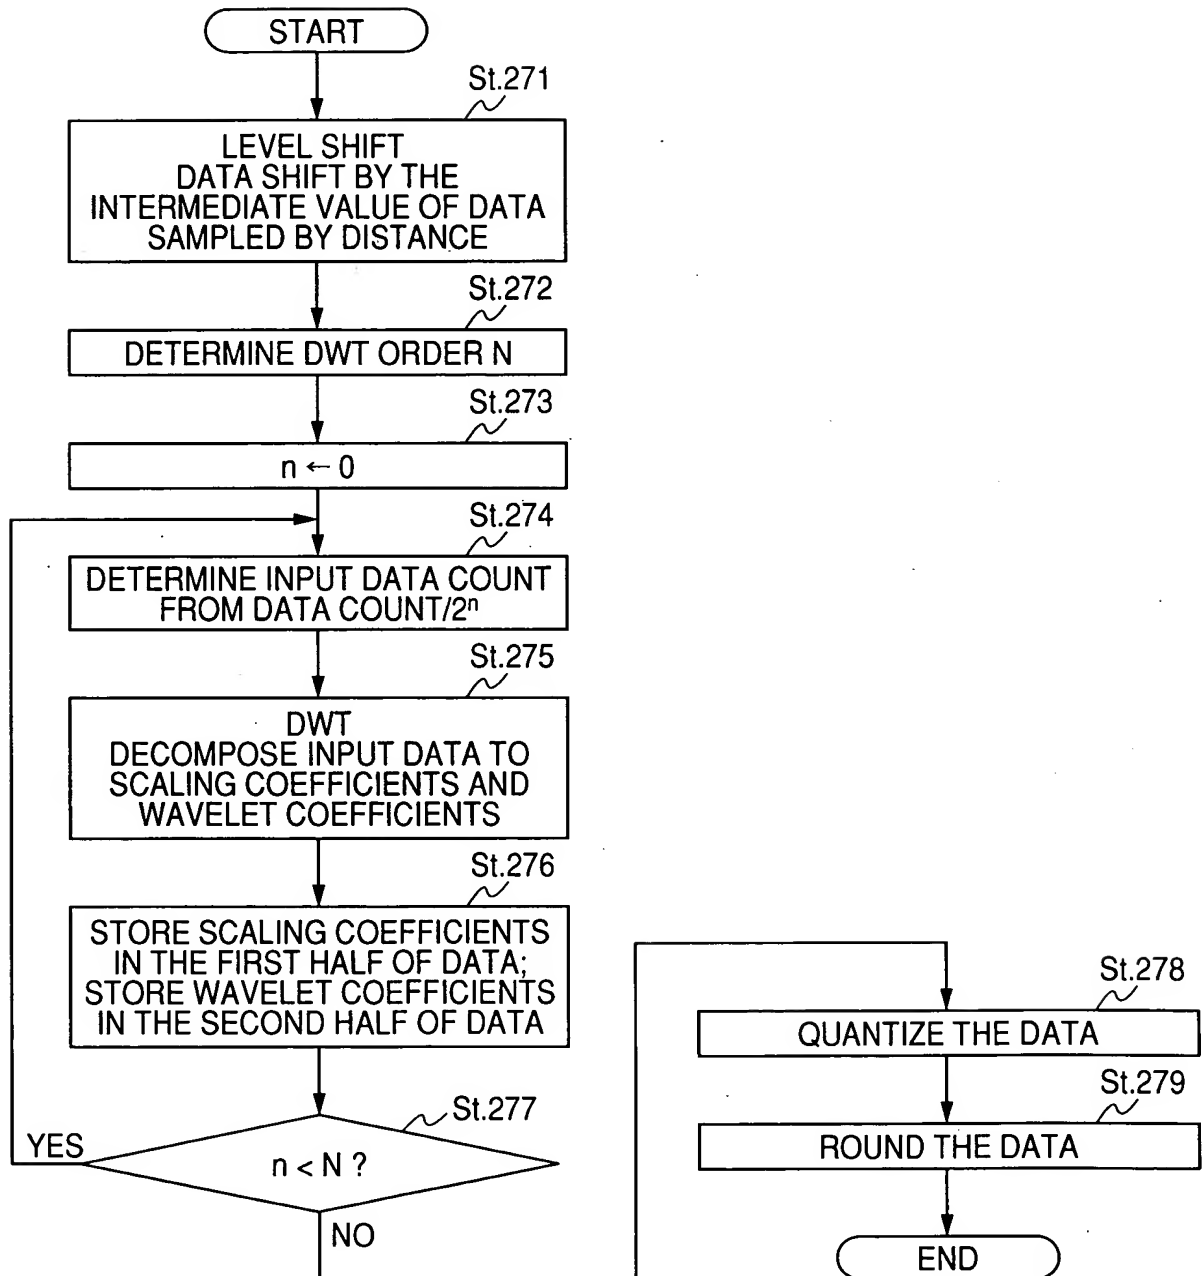 START
St.271
LEVEL SHIFT
DATA SHIFT BY THE
INTERMEDIATE VALUE OF DATA
SAMPLED BY DISTANCE
St.272
DETERMINE DWT ORDER N
St.273
n ← 0
St.274
DETERMINE INPUT DATA COUNT
FROM DATA COUNT/2ⁿ
St.275
DWT
DECOMPOSE INPUT DATA TO
SCALING COEFFICIENTS AND
WAVELET COEFFICIENTS
St.276
STORE SCALING COEFFICIENTS
IN THE FIRST HALF OF DATA;
STORE WAVELET COEFFICIENTS
IN THE SECOND HALF OF DATA
St.277
YES
n < N ?
NO
St.278
QUANTIZE THE DATA
St.279
ROUND THE DATA
END